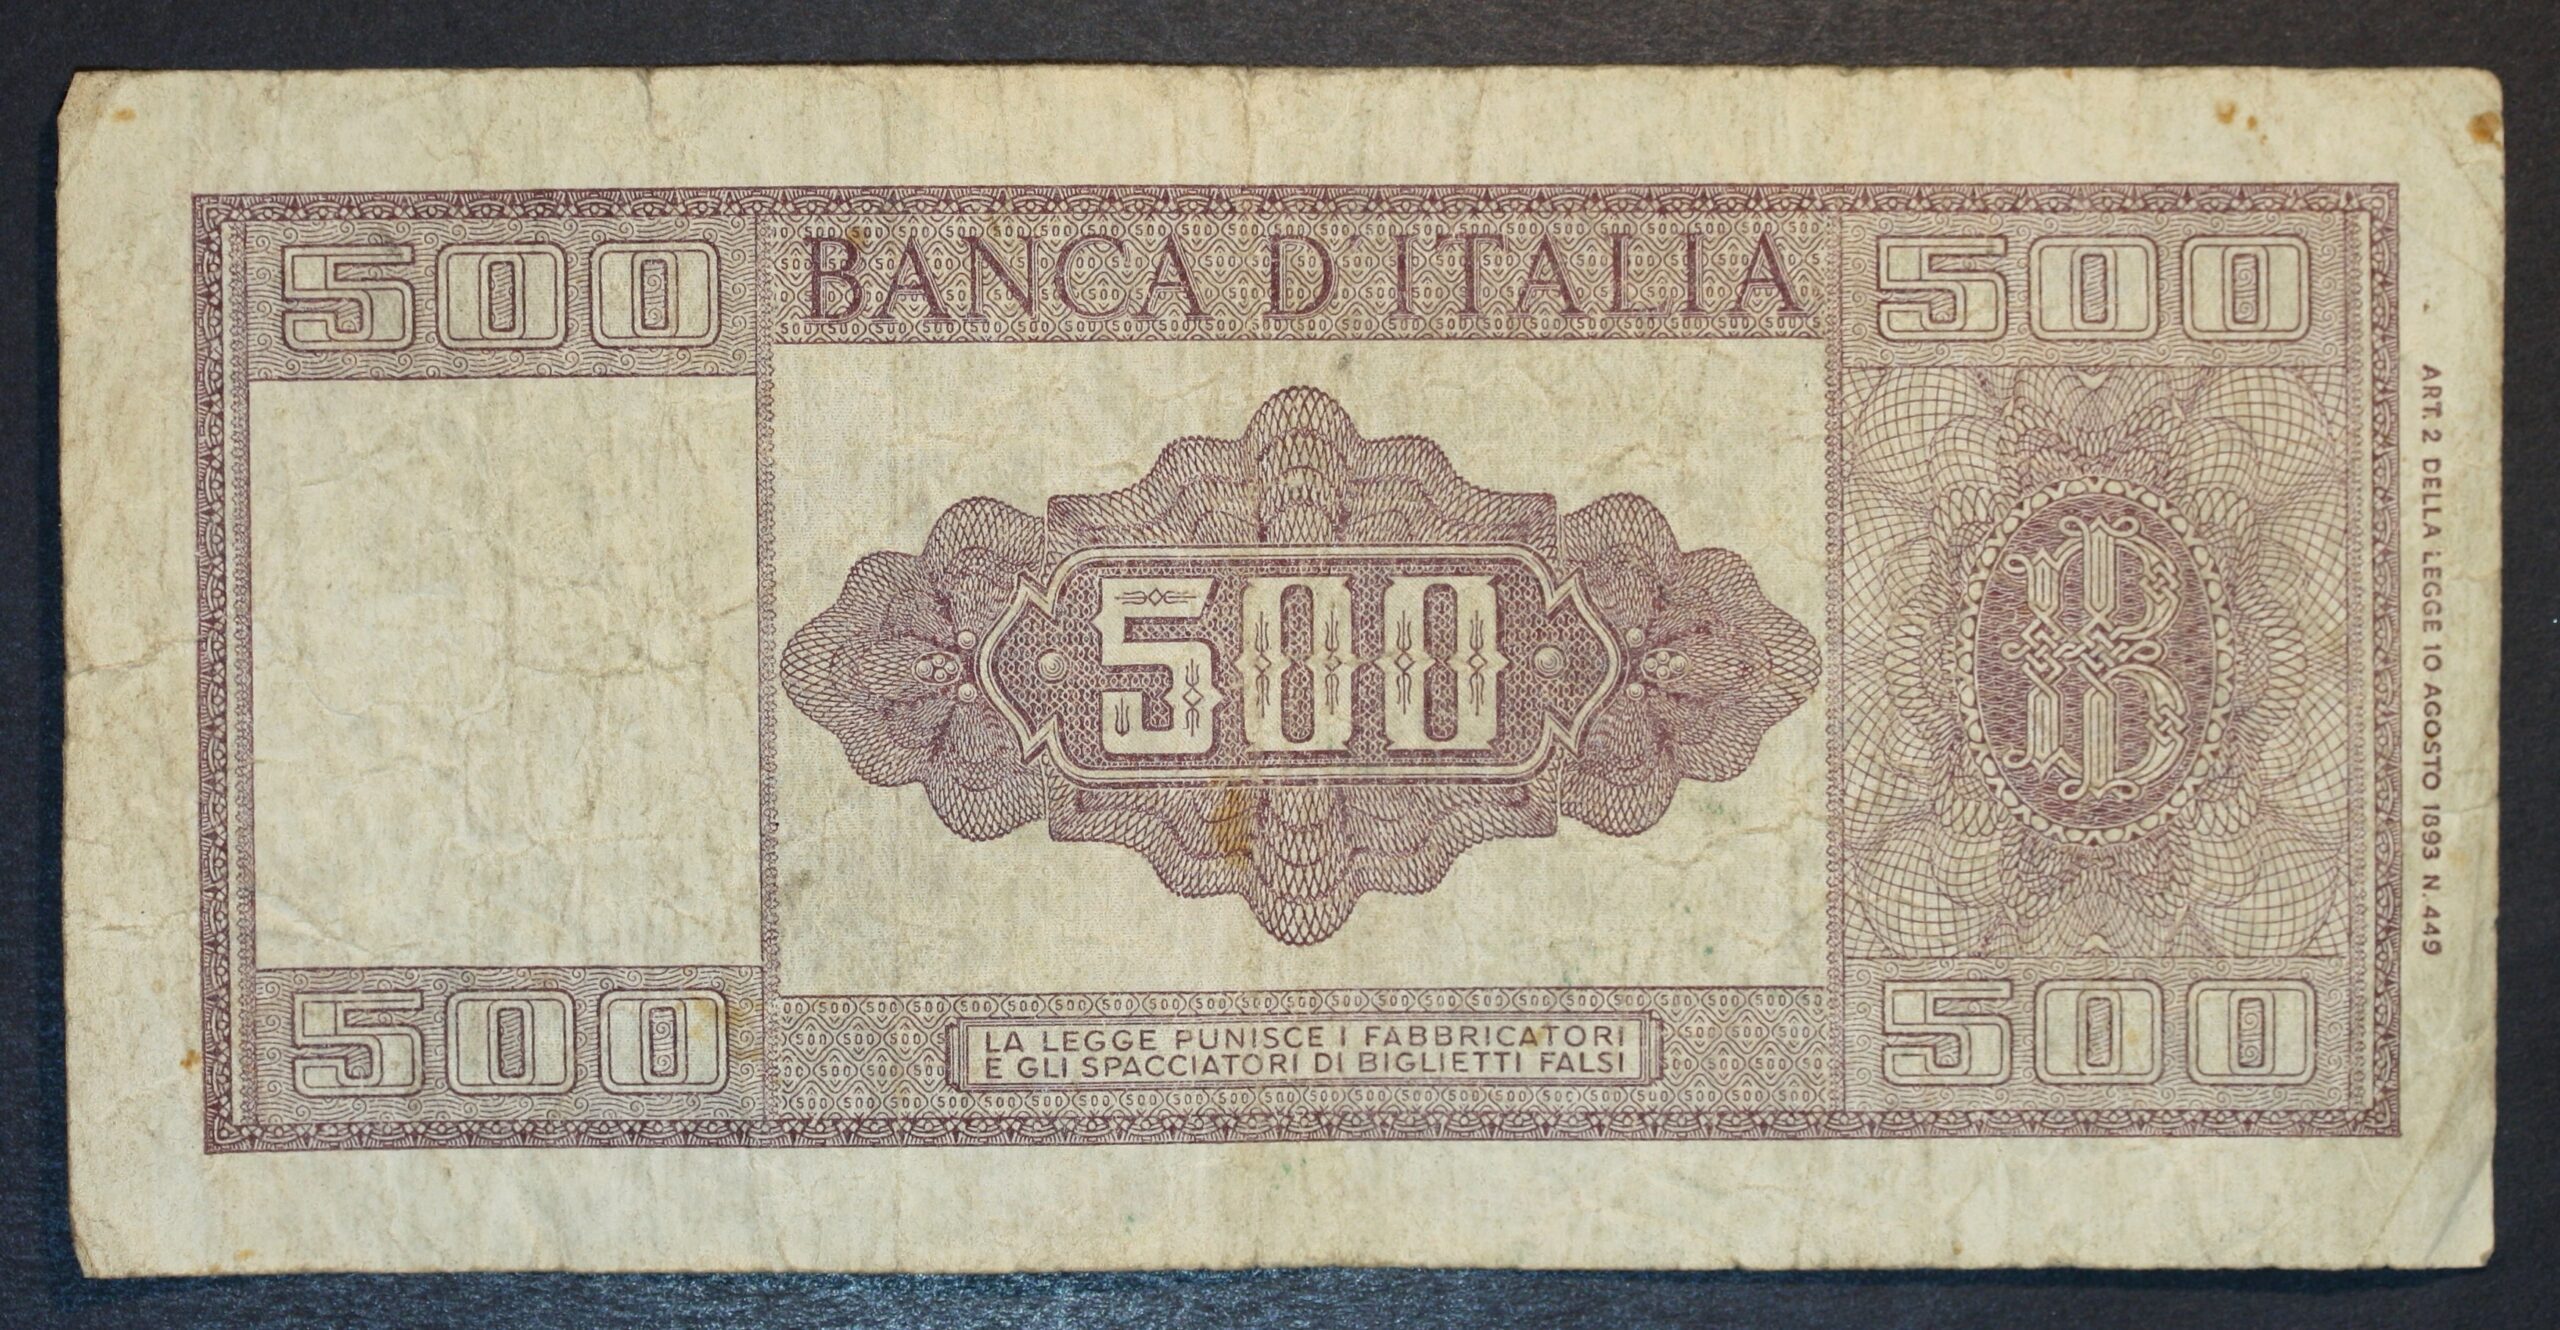 500
BANCA D'ITALIA
500
500
B
ART. 2 DELLA LEGGE 10 AGOSTO 1893 N. 449
500
LA LEGGE PUNISCE I FABBRICATORI
E GLI SPACCIATORI DI BIGLIETTI FALSI
500